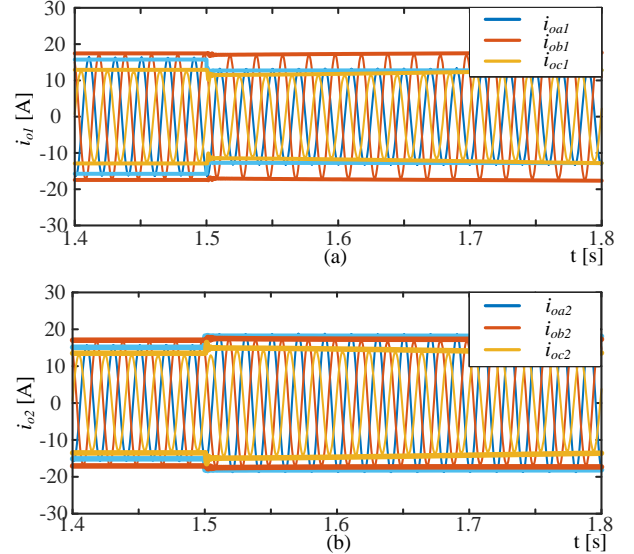 30
20
10
0
-10
-20
-30
i_o1 [A]
i_oa1
i_ob1
i_oc1
1.4 1.5 1.6 1.7 1.8
(a) t [s]
30
20
10
0
-10
-20
-30
i_o2 [A]
i_oa2
i_ob2
i_oc2
1.4 1.5 1.6 1.7 1.8
(b) t [s]